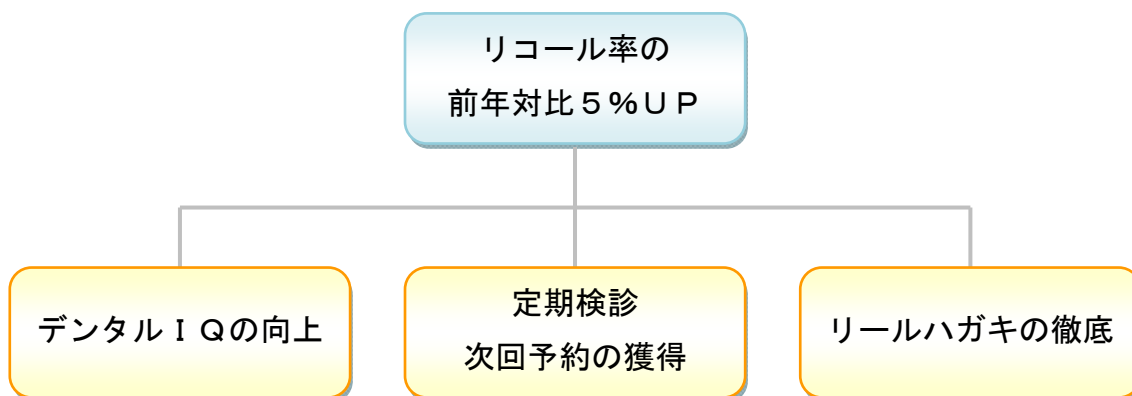 リコール率の
前年対比５％ＵＰ
デンタルＩＱの向上
定期検診
次回予約の獲得
リールハガキの徹底